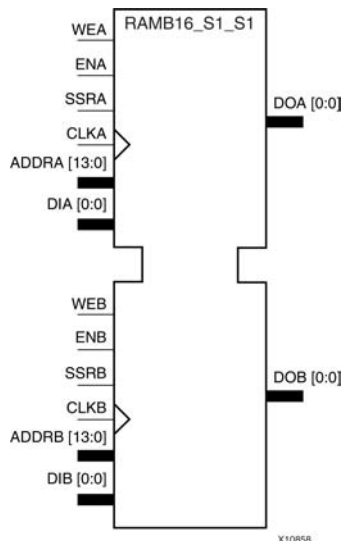 RAMB16_S1_S1
WEA
ENA
SSRA
CLKA
ADDRA [13:0]
DIA [0:0]
DOA [0:0]
WEB
ENB
SSRB
CLKB
ADDRB [13:0]
DIB [0:0]
DOB [0:0]
X10858